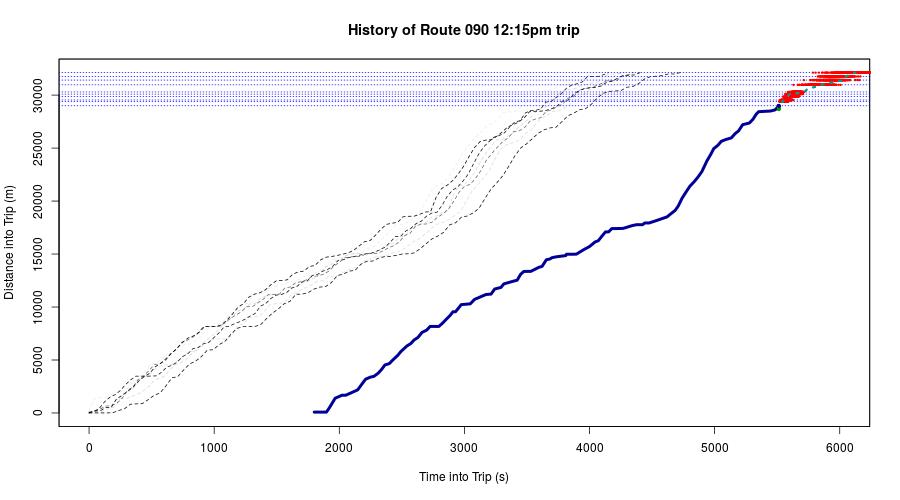 History of Route 090 12:15pm trip
Distance into Trip (m)
30000
25000
20000
15000
10000
5000
0
0 1000 2000 3000 4000 5000 6000
Time into Trip (s)